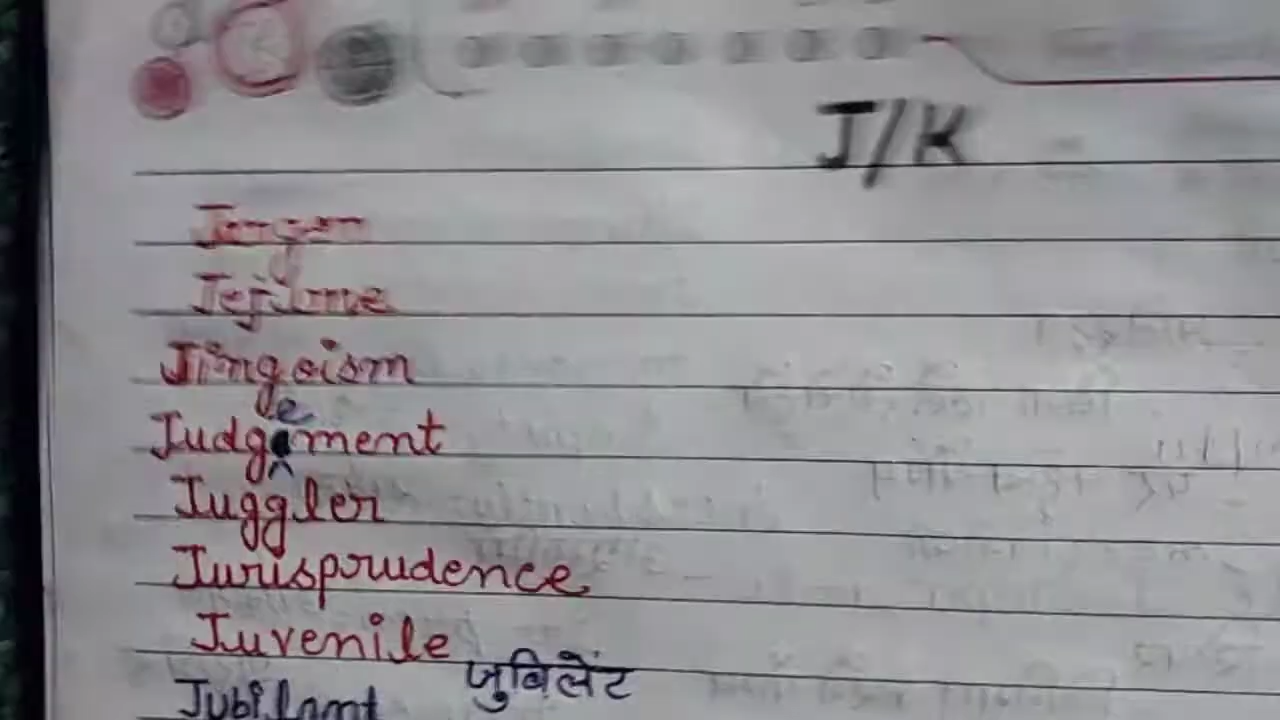 J/K
Jargon
Jejune
Jingoism
Judgement
Juggler
Jurisprudence
Juvenile
Jubilant जुबिलेंट